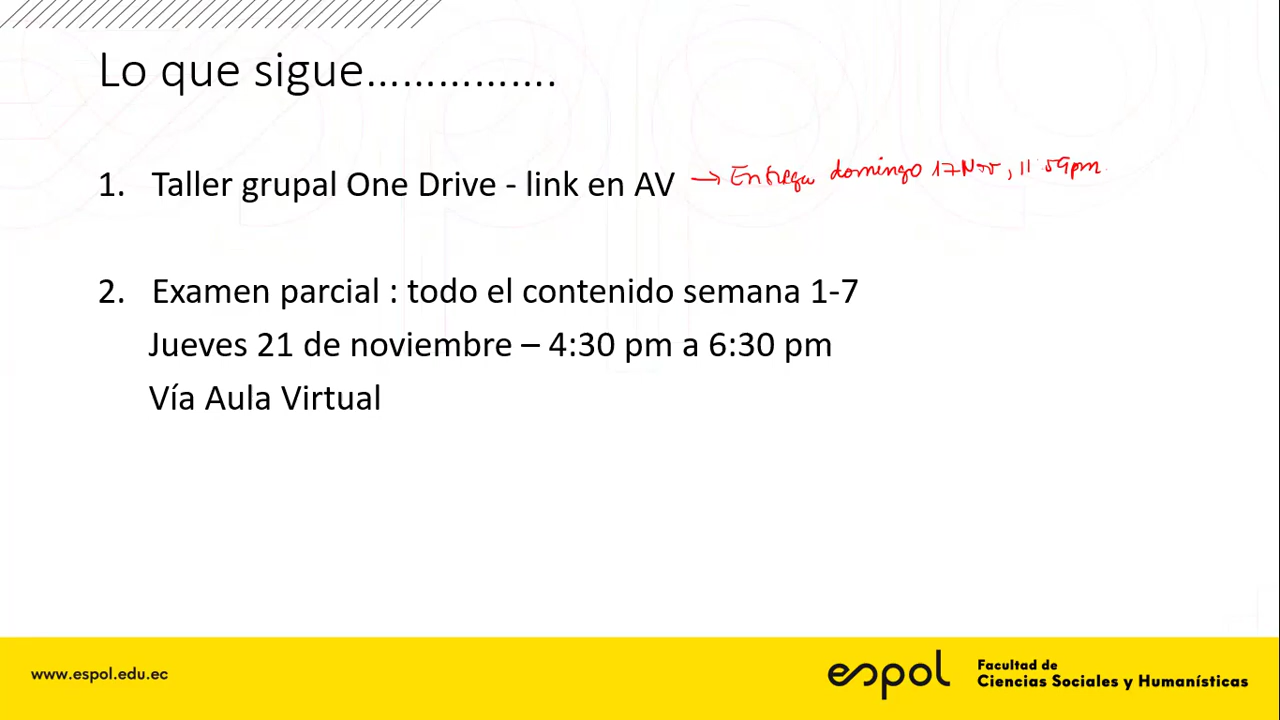 Lo que sigue................
1. Taller grupal One Drive - link en AV → Entrega domingo 17 Nov, 11:59pm.
2. Examen parcial : todo el contenido semana 1-7
Jueves 21 de noviembre – 4:30 pm a 6:30 pm
Vía Aula Virtual
www.espol.edu.ec
espol
Facultad de
Ciencias Sociales y Humanísticas